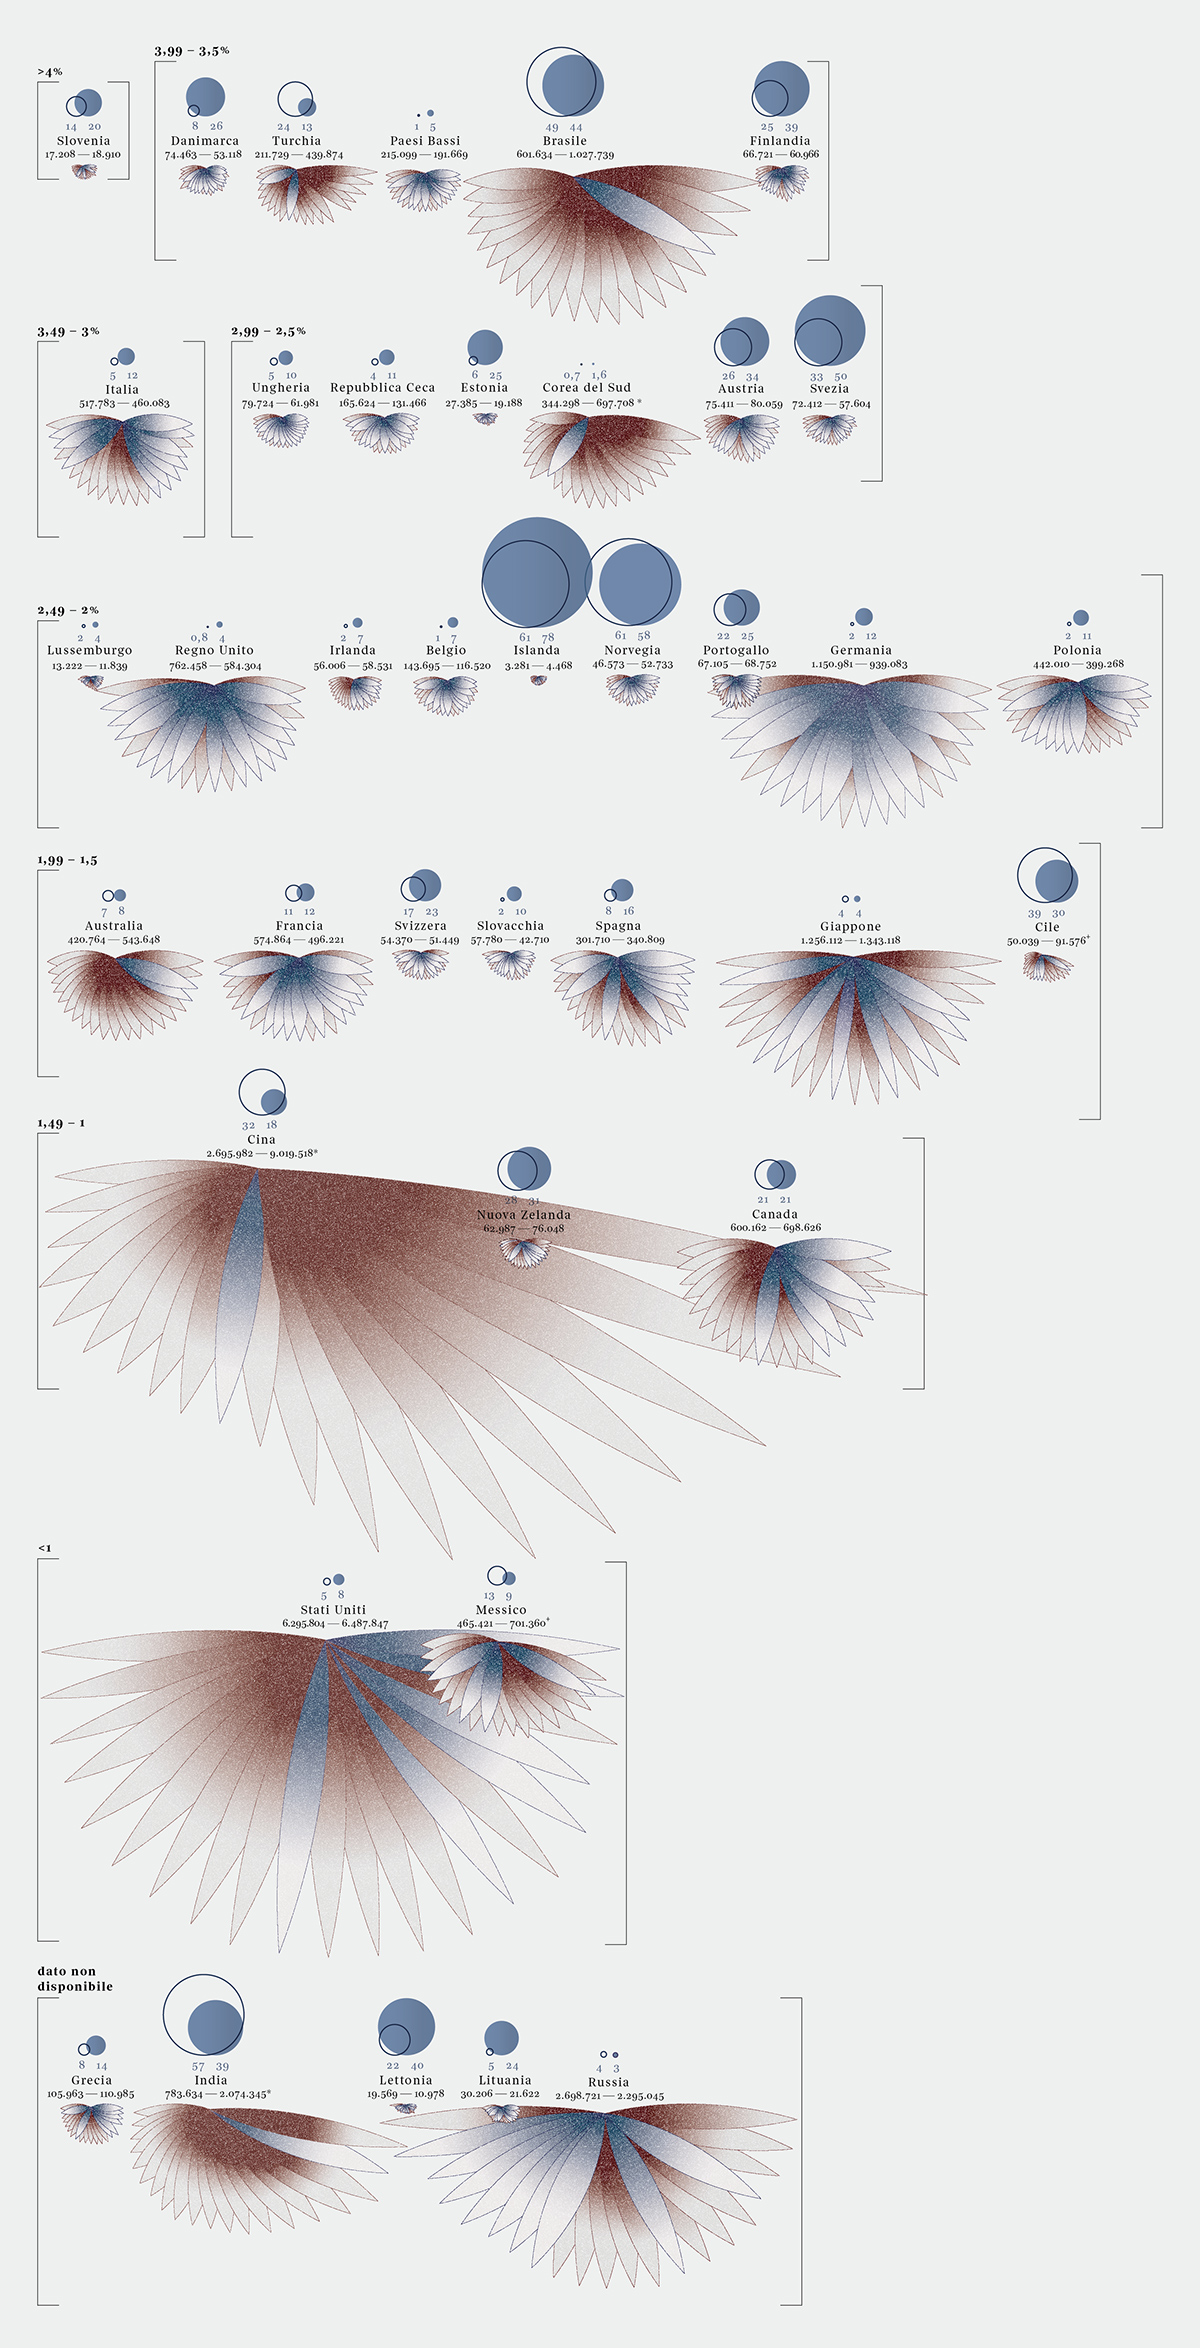 3,99 – 3,5%
>4%
14 20
Slovenia
17.208 — 18.910
8 26
Danimarca
74.463 — 53.118
24 13
Turchia
211.729 — 439.874
1 5
Paesi Bassi
215.099 — 191.669
49 44
Brasile
601.634 — 1.027.739
25 39
Finlandia
66.721 — 60.966
3,49 – 3%
5 12
Italia
517.783 — 460.083
2,99 – 2,5%
5 10
Ungheria
79.724 — 61.981
4 11
Repubblica Ceca
165.624 — 131.466
6 25
Estonia
27.385 — 19.188
0,7 1,6
Corea del Sud
344.298 — 697.708 *
26 34
Austria
75.411 — 80.059
33 50
Svezia
72.412 — 57.604
2,49 – 2%
2 4
Lussemburgo
13.222 — 11.839
0,8 4
Regno Unito
762.458 — 584.304
2 7
Irlanda
56.006 — 58.531
1 7
Belgio
143.695 — 116.520
61 78
Islanda
3.281 — 4.468
61 58
Norvegia
46.573 — 52.733
22 25
Portogallo
67.105 — 68.752
2 12
Germania
1.150.981 — 939.083
2 11
Polonia
442.010 — 399.268
1,99 – 1,5
7 8
Australia
420.764 — 543.648
11 12
Francia
574.864 — 496.221
17 23
Svizzera
54.370 — 51.449
2 10
Slovacchia
57.780 — 42.710
8 16
Spagna
301.710 — 340.809
4 4
Giappone
1.256.112 — 1.343.118
39 30
Cile
50.039 — 91.576*
1,49 – 1
32 18
Cina
2.695.982 — 9.019.518*
28 31
Nuova Zelanda
62.987 — 76.048
21 21
Canada
600.162 — 698.626
<1
5 8
Stati Uniti
6.295.804 — 6.487.847
13 9
Messico
465.421 — 701.360*
dato non
disponibile
8 14
Grecia
105.963 — 110.985
57 39
India
783.634 — 2.074.345*
22 40
Lettonia
19.569 — 10.978
5 24
Lituania
30.206 — 21.622
4 3
Russia
2.698.721 — 2.295.045